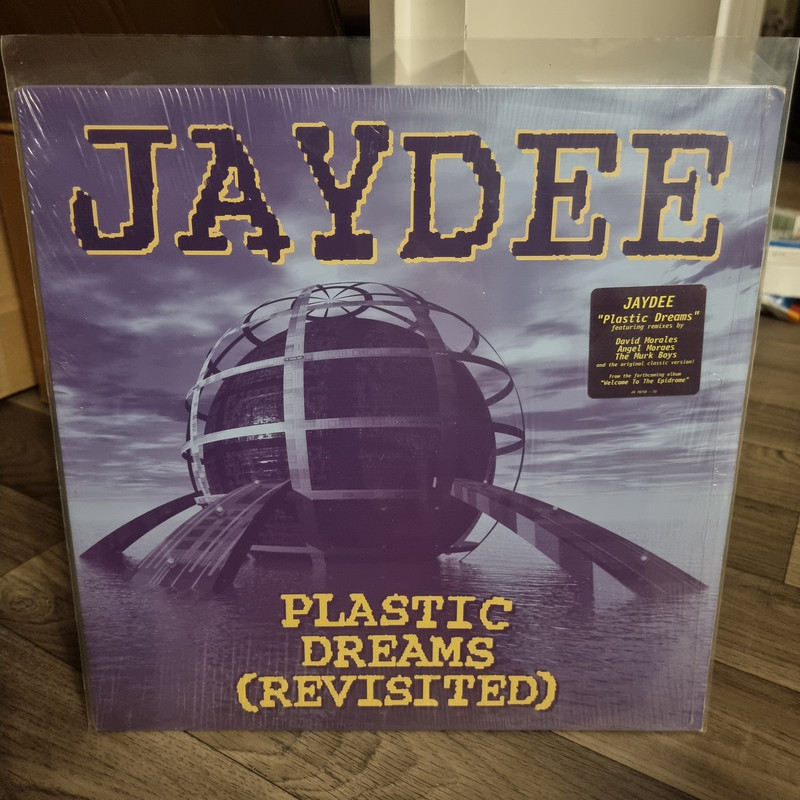 JAYDEE
JAYDEE
"Plastic Dreams"
featuring remixes by
David Morales
Angel Moraes
The Murk Boys
and the original classic version!
From the forthcoming album
"Welcome To The Epidrome"
PLASTIC
DREAMS
(REVISITED)